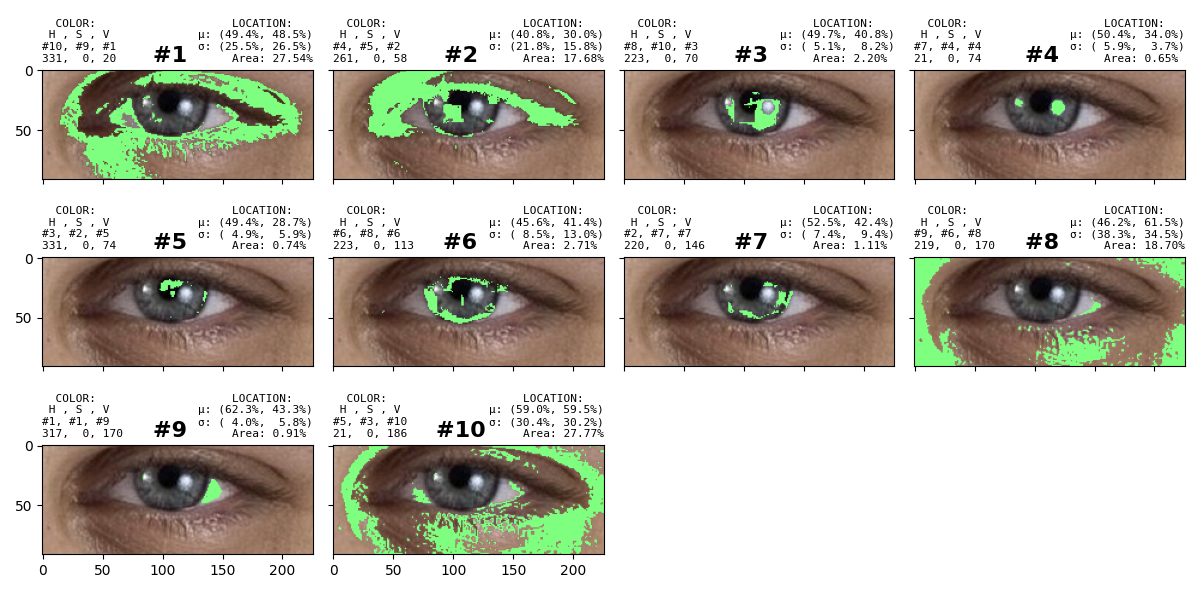 COLOR:
H , S , V
#10, #9, #1
331, 0, 20
#1
LOCATION:
μ: (49.4%, 48.5%)
σ: (25.5%, 26.5%)
Area: 27.54%
COLOR:
H , S , V
#4, #5, #2
261, 0, 58
#2
LOCATION:
μ: (40.8%, 30.0%)
σ: (21.8%, 15.8%)
Area: 17.68%
COLOR:
H , S , V
#8, #10, #3
223, 0, 70
#3
LOCATION:
μ: (49.7%, 40.8%)
σ: ( 5.1%, 8.2%)
Area: 2.20%
COLOR:
H , S , V
#7, #4, #4
21, 0, 74
#4
LOCATION:
μ: (50.4%, 34.0%)
σ: ( 5.9%, 3.7%)
Area: 0.65%
0
50
COLOR:
H , S , V
#3, #2, #5
331, 0, 74
#5
LOCATION:
μ: (49.4%, 28.7%)
σ: ( 4.9%, 5.9%)
Area: 0.74%
COLOR:
H , S , V
#6, #8, #6
223, 0, 113
#6
LOCATION:
μ: (45.6%, 41.4%)
σ: ( 8.5%, 13.0%)
Area: 2.71%
COLOR:
H , S , V
#2, #7, #7
220, 0, 146
#7
LOCATION:
μ: (52.5%, 42.4%)
σ: ( 7.4%, 9.4%)
Area: 1.11%
COLOR:
H , S , V
#9, #6, #8
219, 0, 170
#8
LOCATION:
μ: (46.2%, 61.5%)
σ: (38.3%, 34.5%)
Area: 18.70%
0
50
COLOR:
H , S , V
#1, #1, #9
317, 0, 170
#9
LOCATION:
μ: (62.3%, 43.3%)
σ: ( 4.0%, 5.8%)
Area: 0.91%
COLOR:
H , S , V
#5, #3, #10
21, 0, 186
#10
LOCATION:
μ: (59.0%, 59.5%)
σ: (30.4%, 30.2%)
Area: 27.77%
0
50
0 50 100 150 200
0 50 100 150 200